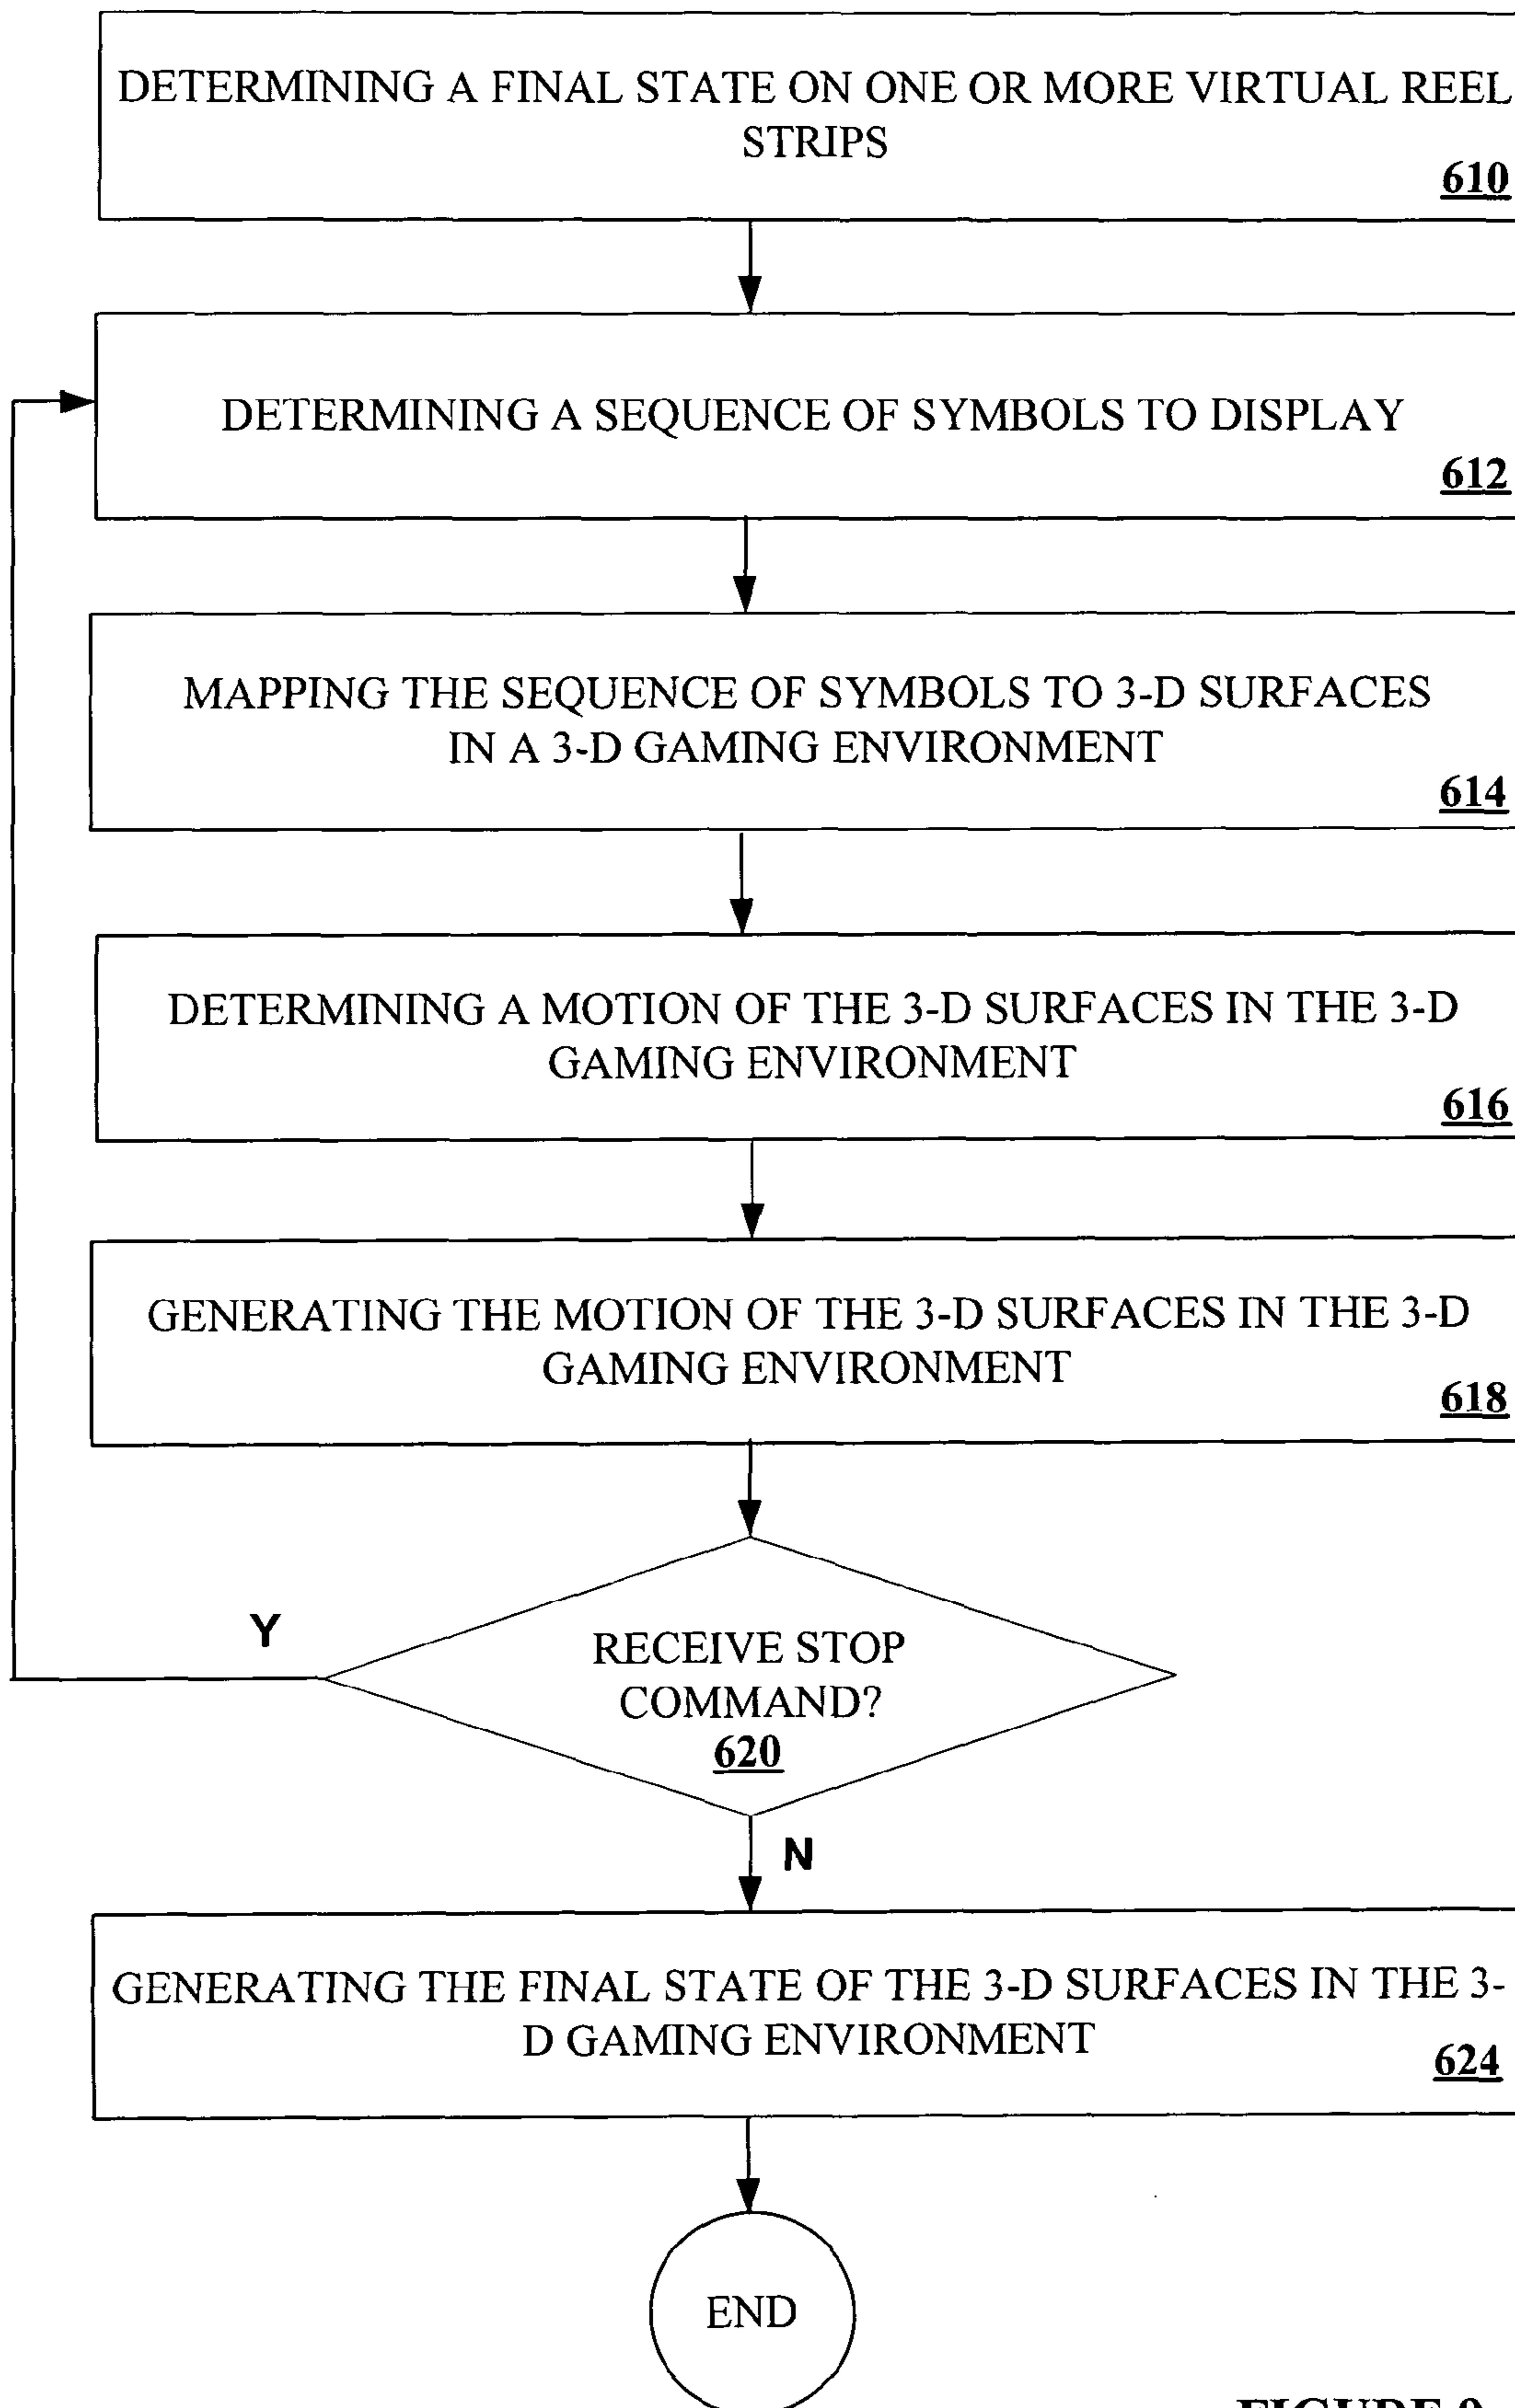 DETERMINING A FINAL STATE ON ONE OR MORE VIRTUAL REEL
STRIPS
610
DETERMINING A SEQUENCE OF SYMBOLS TO DISPLAY
612
MAPPING THE SEQUENCE OF SYMBOLS TO 3-D SURFACES
IN A 3-D GAMING ENVIRONMENT
614
DETERMINING A MOTION OF THE 3-D SURFACES IN THE 3-D
GAMING ENVIRONMENT
616
GENERATING THE MOTION OF THE 3-D SURFACES IN THE 3-D
GAMING ENVIRONMENT
618
Y
RECEIVE STOP
COMMAND?
620
N
GENERATING THE FINAL STATE OF THE 3-D SURFACES IN THE 3-
D GAMING ENVIRONMENT
624
END
FIGURE